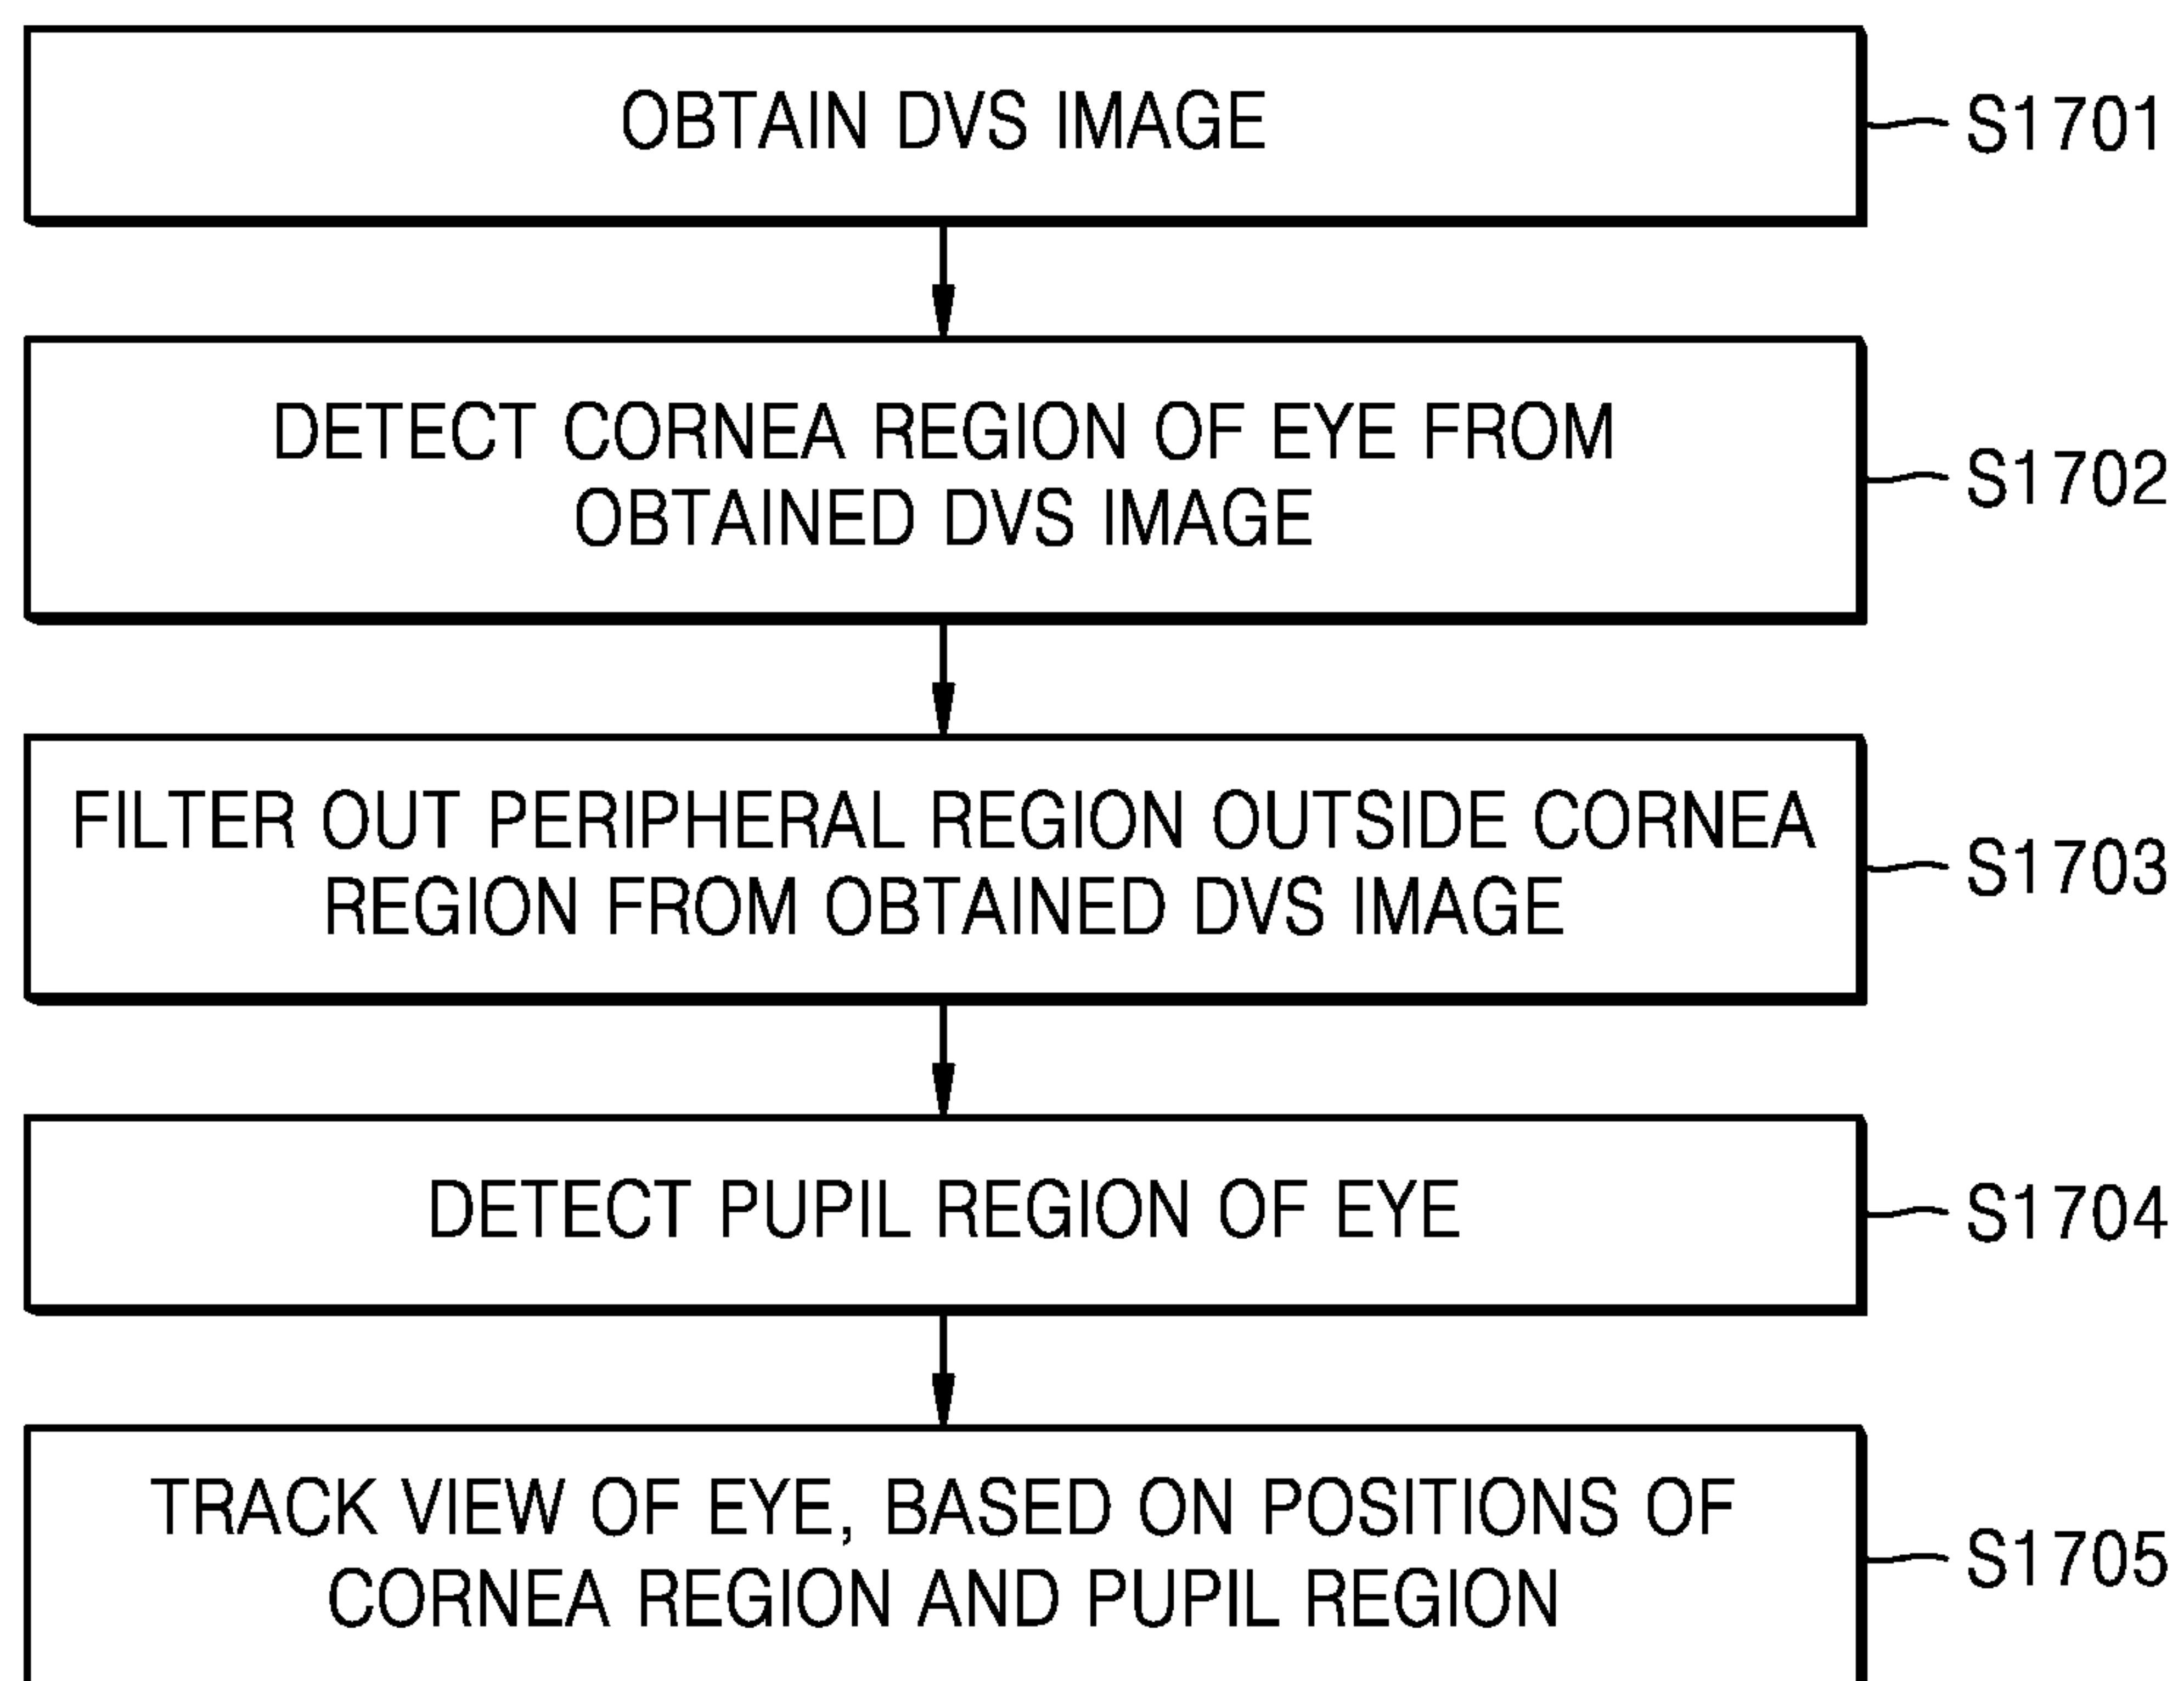 OBTAIN DVS IMAGE
S1701
DETECT CORNEA REGION OF EYE FROM
OBTAINED DVS IMAGE
S1702
FILTER OUT PERIPHERAL REGION OUTSIDE CORNEA
REGION FROM OBTAINED DVS IMAGE
S1703
DETECT PUPIL REGION OF EYE
S1704
TRACK VIEW OF EYE, BASED ON POSITIONS OF
CORNEA REGION AND PUPIL REGION
S1705